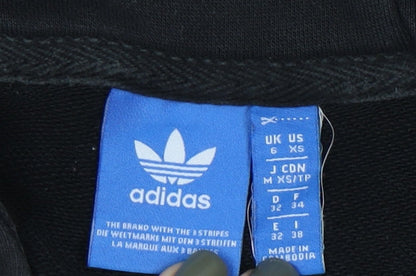 adidas
THE BRAND WITH THE 3 STRIPES
DIE WELTMARKE MIT DEN 3 STREIFEN
LA MARQUE AUX 3 BANDES
UK US
6 XS
J CDN
M XS/TP
D F
32 34
E I
32 38
MADE IN
CAMBODIA